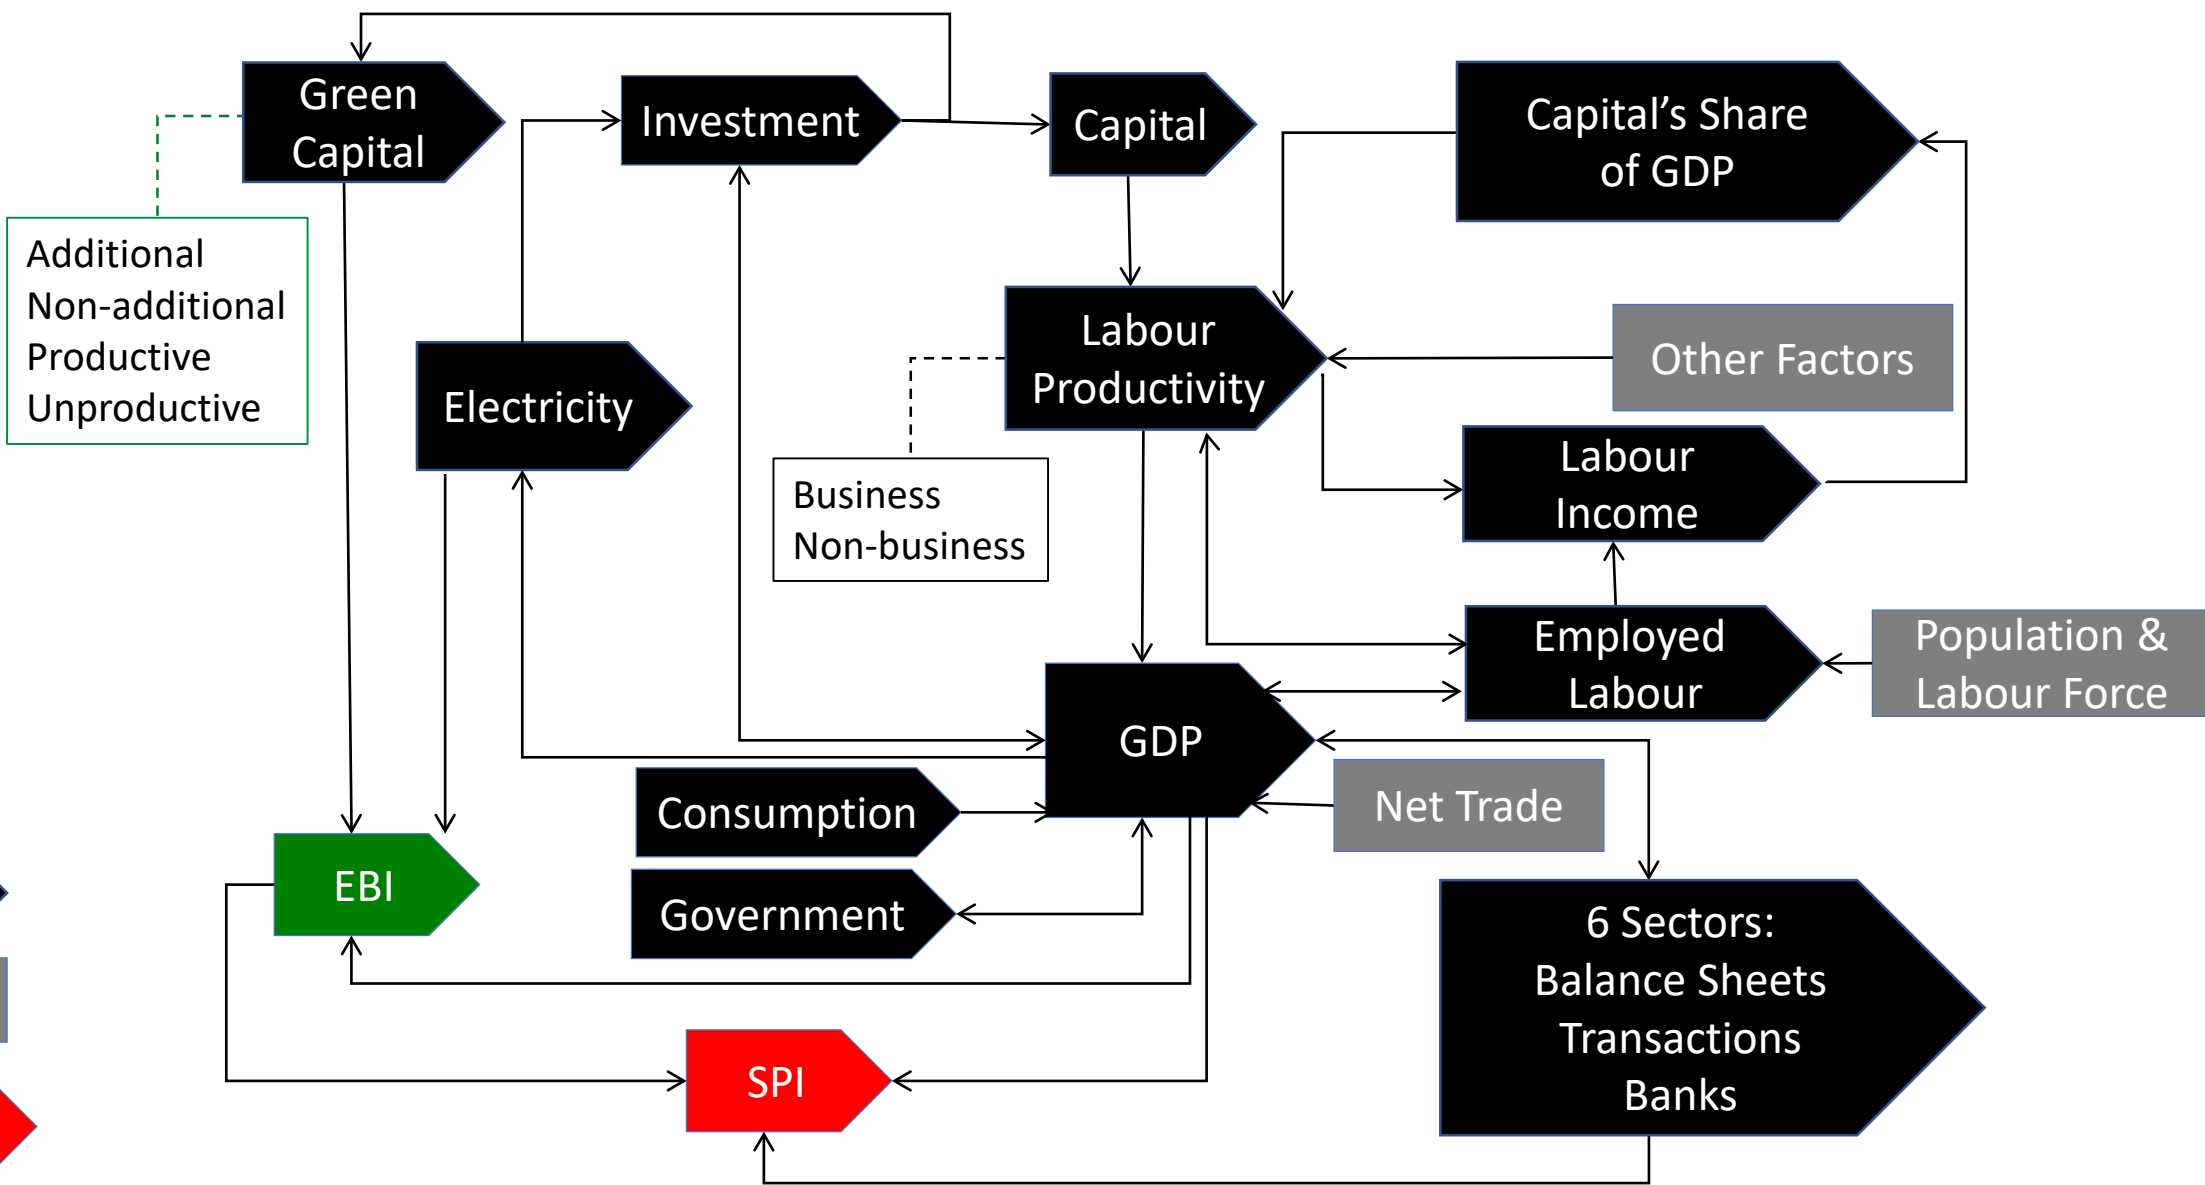 Green
Capital
Investment
Capital
Capital’s Share
of GDP
Additional
Non-additional
Productive
Unproductive
Electricity
Labour
Productivity
Other Factors
Business
Non-business
Labour
Income
Employed
Labour
Population &
Labour Force
GDP
Consumption
Net Trade
Government
EBI
6 Sectors:
Balance Sheets
Transactions
Banks
SPI